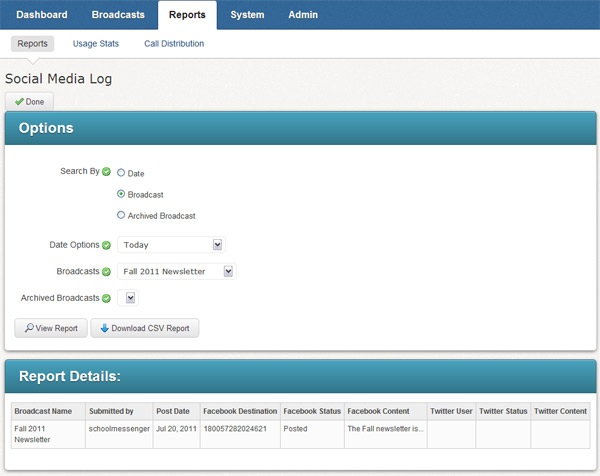 Dashboard Broadcasts Reports System Admin
Reports Usage Stats Call Distribution
Social Media Log
Done
Options
Search By Date
Broadcast
Archived Broadcast
Date Options Today
Broadcasts Fall 2011 Newsletter
Archived Broadcasts
View Report Download CSV Report
Report Details:
Broadcast Name Submitted by Post Date Facebook Destination Facebook Status Facebook Content Twitter User Twitter Status Twitter Content
Fall 2011 schoolmessenger Jul 20, 2011 180057282024621 Posted The Fall newsletter is...
Newsletter